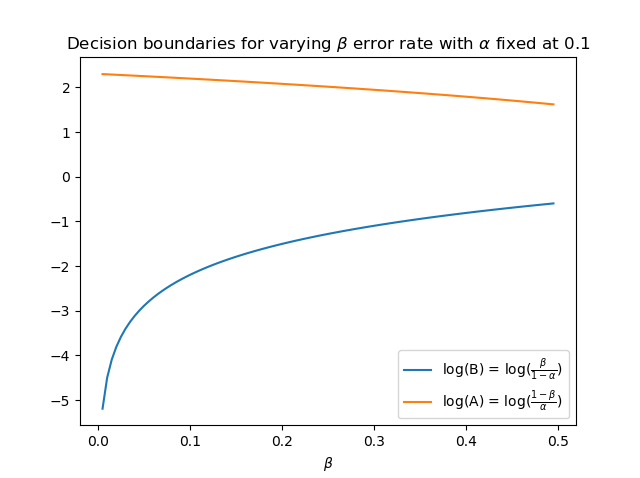 Decision boundaries for varying β error rate with α fixed at 0.1
2
1
0
−1
−2
−3
−4
−5
0.0 0.1 0.2 0.3 0.4 0.5
β
log(B) = log(β/1−α)
log(A) = log(1−β/α)